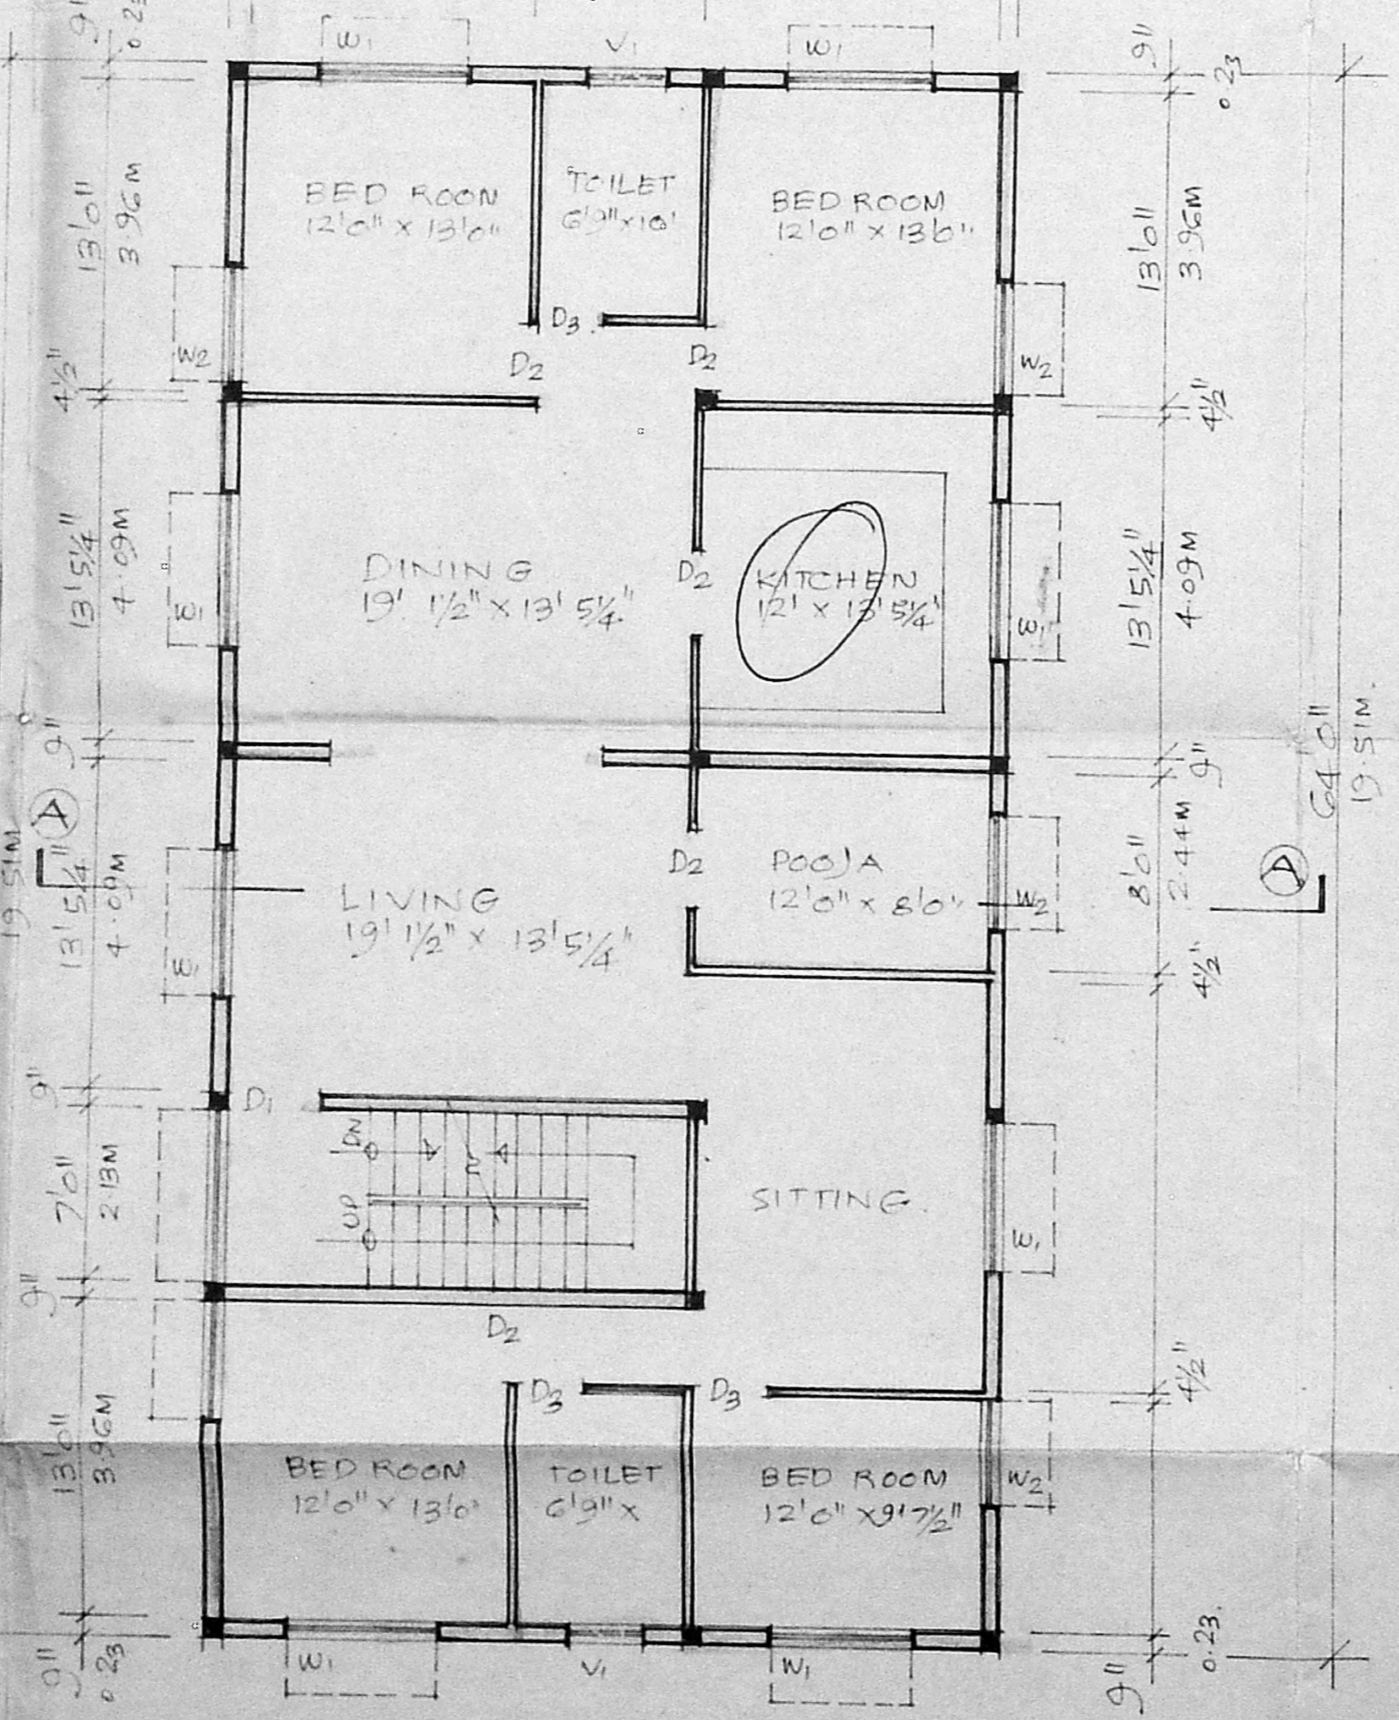 9"
0.23
W1
V1
W1
9"
0.23
BED ROOM
12'0" x 13'0"
TOILET
6'9" x 10'
BED ROOM
12'0" x 13'0"
13'0"
3.96M
13'0"
3.96M
D3
D2
D2
W2
W2
4½"
4½"
DINING
19' 1½" x 13' 5¼"
D2
KITCHEN
12' x 13' 5¼"
13' 5¼"
4.09M
W1
W1
13' 5¼"
4.09M
9"
9"
64'0"
19.51M.
19.51M
A
A
LIVING
19' 1½" x 13' 5¼"
D2
POOJA
12'0" x 8'0"
W2
8'0"
2.44M
13' 5¼"
4.09M
W1
4½"
9"
D1
DN
UP
SITTING.
W1
7'0"
2.13M
9"
D2
D3
D3
4½"
BED ROOM
12'0" x 13'0"
TOILET
6'9" x
BED ROOM
12'0" x 9'7½"
W2
13'0"
3.96M
W1
V1
W1
9"
0.23
9"
0.23.